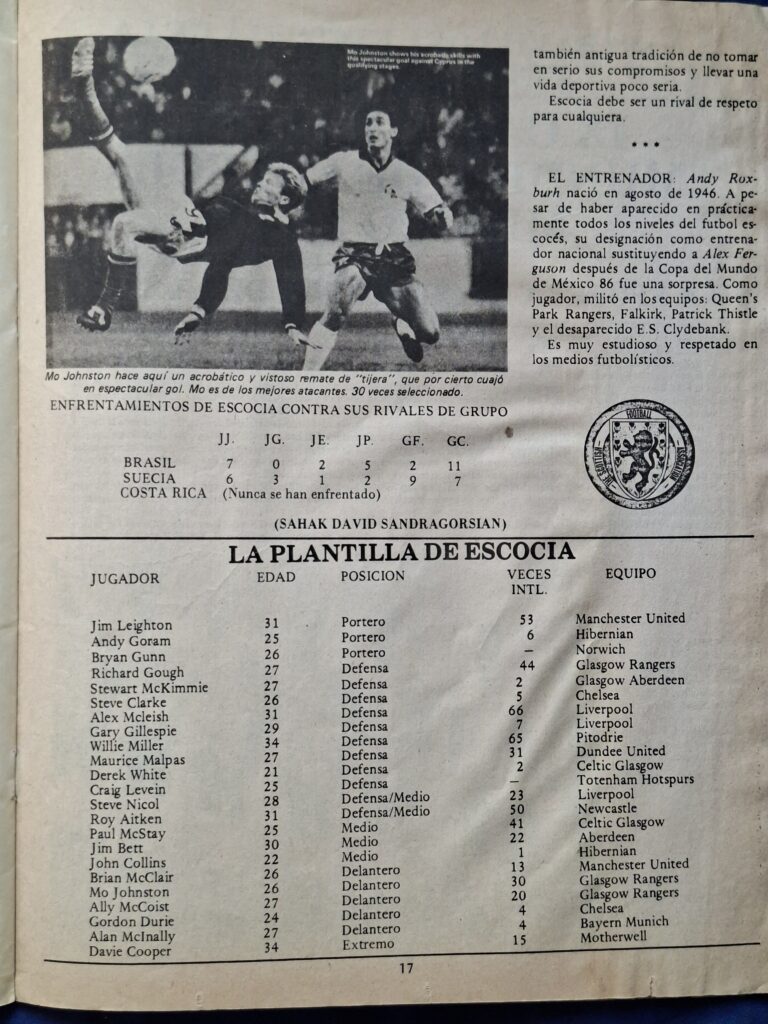 Mo Johnston shows his acrobatic skills with
this spectacular goal against Cyprus in the
qualifying stages.
Mo Johnston hace aquí un acrobático y vistoso remate de "tijera", que por cierto cuajó
en espectacular gol. Mo es de los mejores atacantes. 30 veces seleccionado.
también antigua tradición de no tomar
en serio sus compromisos y llevar una
vida deportiva poco seria.
Escocia debe ser un rival de respeto
para cualquiera.
* * *
EL ENTRENADOR: Andy Rox-
burh nació en agosto de 1946. A pe-
sar de haber aparecido en práctica-
mente todos los niveles del futbol es-
cocés, su designación como entrena-
dor nacional sustituyendo a Alex Fer-
guson después de la Copa del Mundo
de México 86 fue una sorpresa. Como
jugador, militó en los equipos: Queen's
Park Rangers, Falkirk, Patrick Thistle
y el desaparecido E.S. Clydebank.
Es muy estudioso y respetado en
los medios futbolísticos.
ENFRENTAMIENTOS DE ESCOCIA CONTRA SUS RIVALES DE GRUPO
JJ. JG. JE. JP. GF. GC.
BRASIL 7 0 2 5 2 11
SUECIA 6 3 1 2 9 7
COSTA RICA (Nunca se han enfrentado)
(SAHAK DAVID SANDRAGORSIAN)
THE SCOTTISH FOOTBALL ASSOCIATION
LA PLANTILLA DE ESCOCIA
JUGADOR EDAD POSICION VECES INTL. EQUIPO
Jim Leighton 31 Portero 53 Manchester United
Andy Goram 25 Portero 6 Hibernian
Bryan Gunn 26 Portero – Norwich
Richard Gough 27 Defensa 44 Glasgow Rangers
Stewart McKimmie 27 Defensa 2 Glasgow Aberdeen
Steve Clarke 26 Defensa 5 Chelsea
Alex Mcleish 31 Defensa 66 Liverpool
Gary Gillespie 29 Defensa 7 Liverpool
Willie Miller 34 Defensa 65 Pitodrie
Maurice Malpas 27 Defensa 31 Dundee United
Derek White 21 Defensa 2 Celtic Glasgow
Craig Levein 25 Defensa – Totenham Hotspurs
Steve Nicol 28 Defensa/Medio 23 Liverpool
Roy Aitken 31 Defensa/Medio 50 Newcastle
Paul McStay 25 Medio 41 Celtic Glasgow
Jim Bett 30 Medio 22 Aberdeen
John Collins 22 Medio 1 Hibernian
Brian McClair 26 Delantero 13 Manchester United
Mo Johnston 26 Delantero 30 Glasgow Rangers
Ally McCoist 27 Delantero 20 Glasgow Rangers
Gordon Durie 24 Delantero 4 Chelsea
Alan McInally 27 Delantero 4 Bayern Munich
Davie Cooper 34 Extremo 15 Motherwell
17